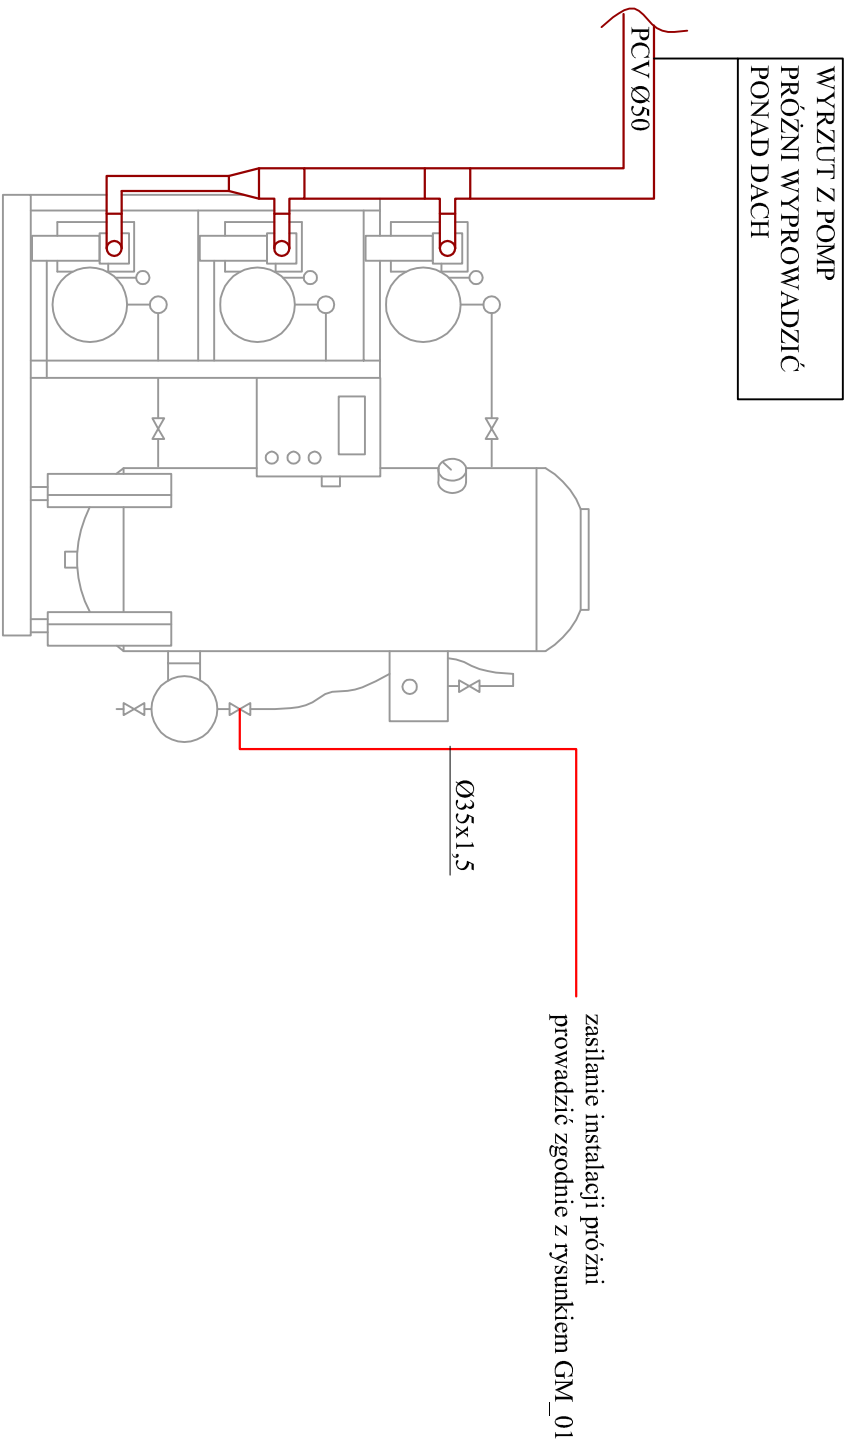 WYRZUT Z POMP
PRÓŻNI WYPROWADZIĆ
PONAD DACH
PCV Ø50
Ø35x1,5
zasilanie instalacji próżni
prowadzić zgodnie z rysunkiem GM_01